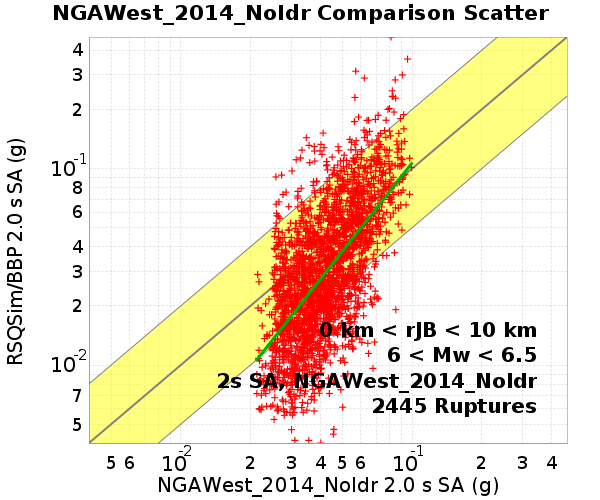 NGAWest_2014_NoIdr Comparison Scatter
RSQSim/BBP 2.0 s SA (g)
4
3
2
10-1
8
6
4
3
2
10-2
7
5
0 km < rJB < 10 km
6 < Mw < 6.5
2s SA, NGAWest_2014_NoIdr
2445 Ruptures
5 6 10-2 2 3 4 5 6 10-1 2 3 4
NGAWest_2014_NoIdr 2.0 s SA (g)